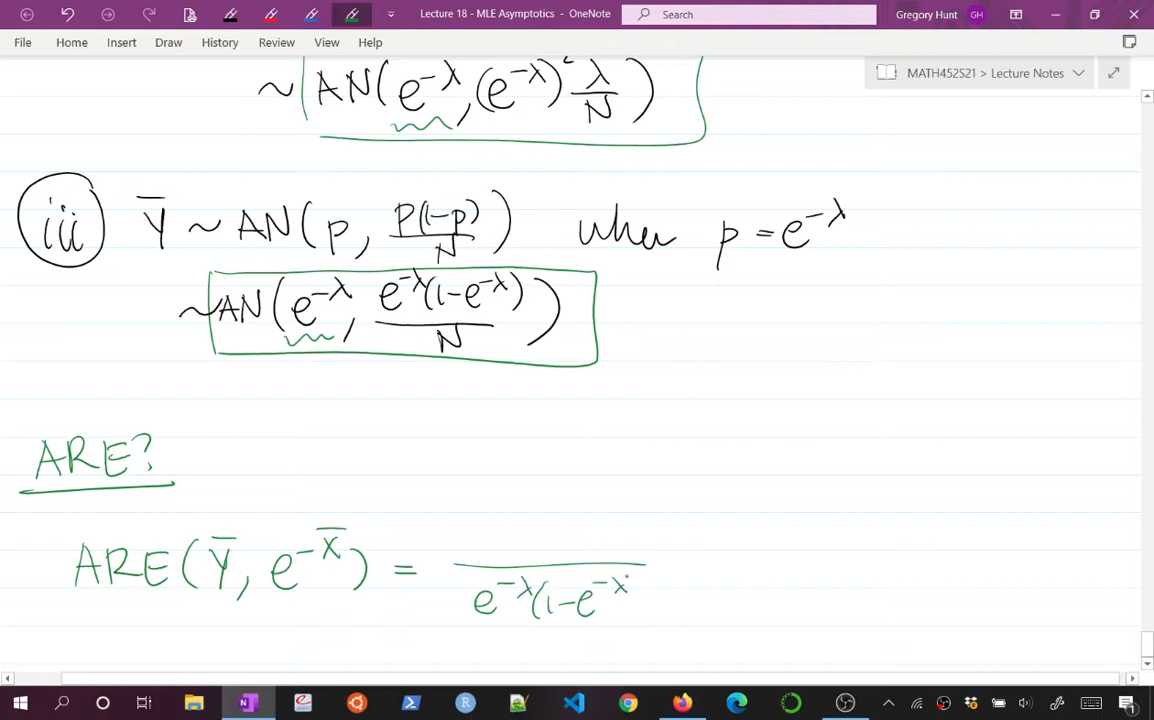 Lecture 18 - MLE Asymptotics - OneNote
Search
Gregory Hunt GH
File Home Insert Draw History Review View Help
MATH452S21 > Lecture Notes
~ AN(e^{-λ}, (e^{-λ})^2 λ/N)
iii Ȳ ~ AN(p, p(1-p)/N) when p = e^{-λ}
~AN(e^{-λ}, e^{-λ}(1-e^{-λ})/N)
ARE?
ARE(Ȳ, e^{-X̄}) =
e^{-λ}(1-e^{-λ